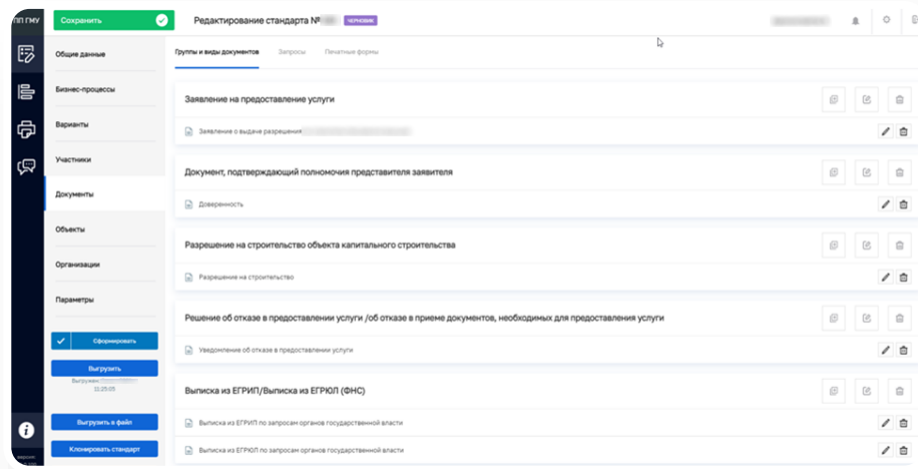 ПП ГМУ
Сохранить
Редактирование стандарта №
ЧЕРНОВИК
Общие данные
Бизнес-процессы
Варианты
Участники
Документы
Объекты
Организации
Параметры
Сформировать
Выгрузить
Выгружен
11:25:05
Выгрузить в файл
Клонировать стандарт
версия
Группы и виды документов
Запросы
Печатные формы
Заявление на предоставление услуги
Заявление о выдаче разрешения
Документ, подтверждающий полномочия представителя заявителя
Доверенность
Разрешение на строительство объекта капитального строительства
Разрешение на строительство
Решение об отказе в предоставлении услуги /об отказе в приеме документов, необходимых для предоставления услуги
Уведомление об отказе в предоставлении услуги
Выписка из ЕГРИП/Выписка из ЕГРЮЛ (ФНС)
Выписка из ЕГРИП по запросам органов государственной власти
Выписка из ЕГРЮЛ по запросам органов государственной власти